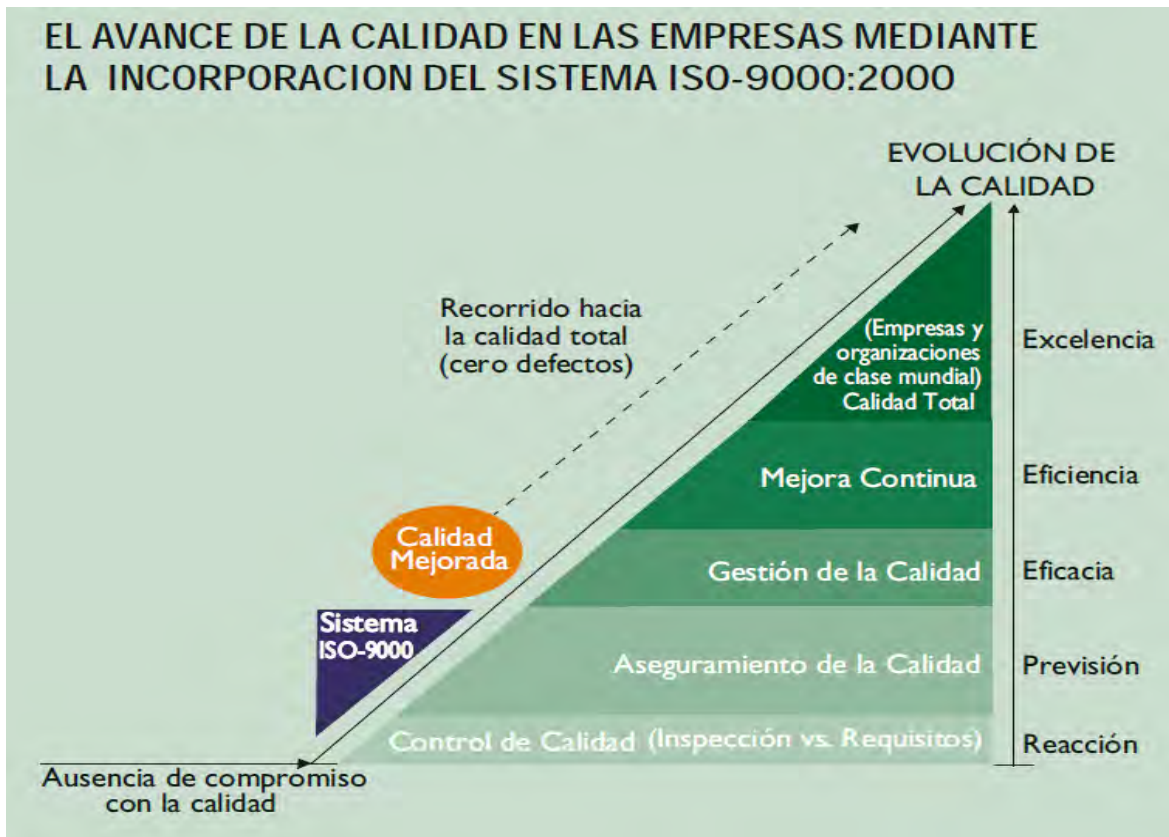 EL AVANCE DE LA CALIDAD EN LAS EMPRESAS MEDIANTE
LA INCORPORACION DEL SISTEMA ISO-9000:2000
EVOLUCIÓN DE
LA CALIDAD
Recorrido hacia
la calidad total
(cero defectos)
(Empresas y
organizaciones
de clase mundial)
Calidad Total
Excelencia
Mejora Continua
Eficiencia
Calidad
Mejorada
Gestión de la Calidad
Eficacia
Sistema
ISO-9000
Aseguramiento de la Calidad
Previsión
Control de Calidad (Inspección vs. Requisitos)
Reacción
Ausencia de compromiso
con la calidad